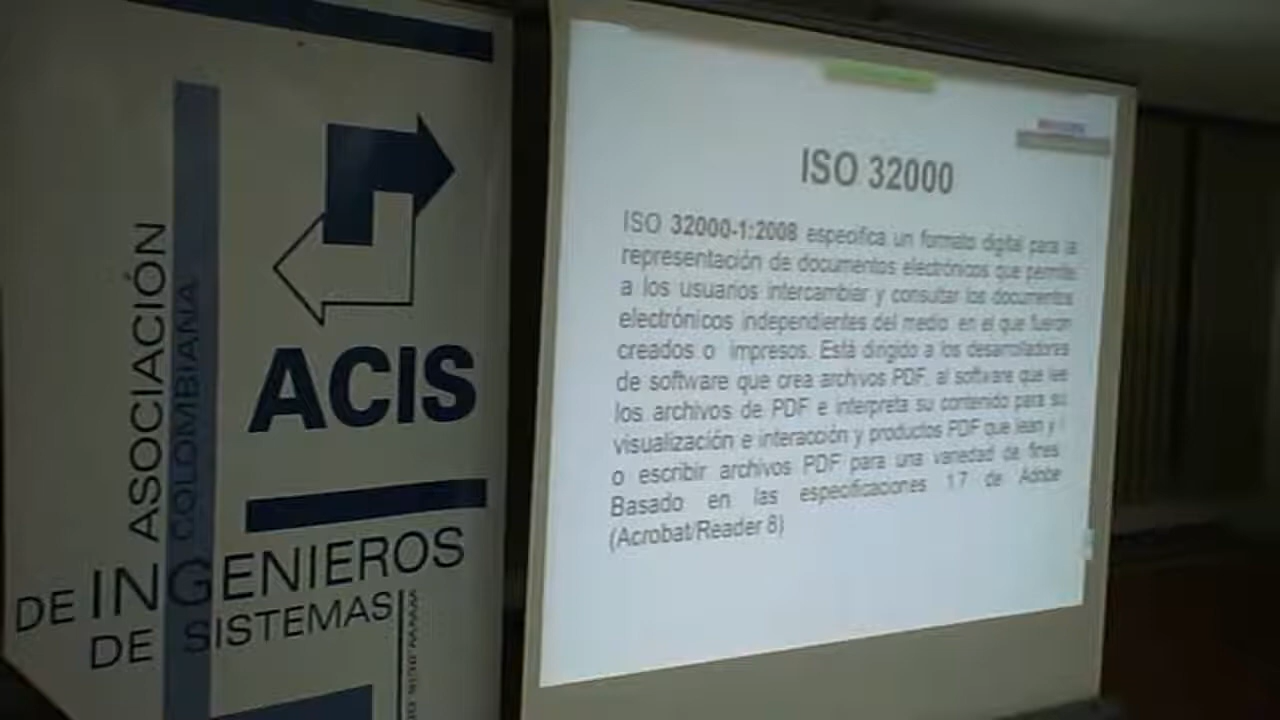 ASOCIACIÓN
COLOMBIANA
ACIS
DE INGENIEROS
DE SISTEMAS
ISO 32000
ISO 32000-1:2008 especifica un formato digital para la
representación de documentos electrónicos que permite
a los usuarios intercambiar y consultar los documentos
electrónicos independientes del medio en el que fueron
creados o impresos. Está dirigido a los desarrolladores
de software que crea archivos PDF, al software que lee
los archivos de PDF e interpreta su contenido para su
visualización e interacción y productos PDF que lean y /
o escribir archivos PDF para una variedad de fines.
Basado en las especificaciones 1.7 de Adobe
(Acrobat/Reader 8)